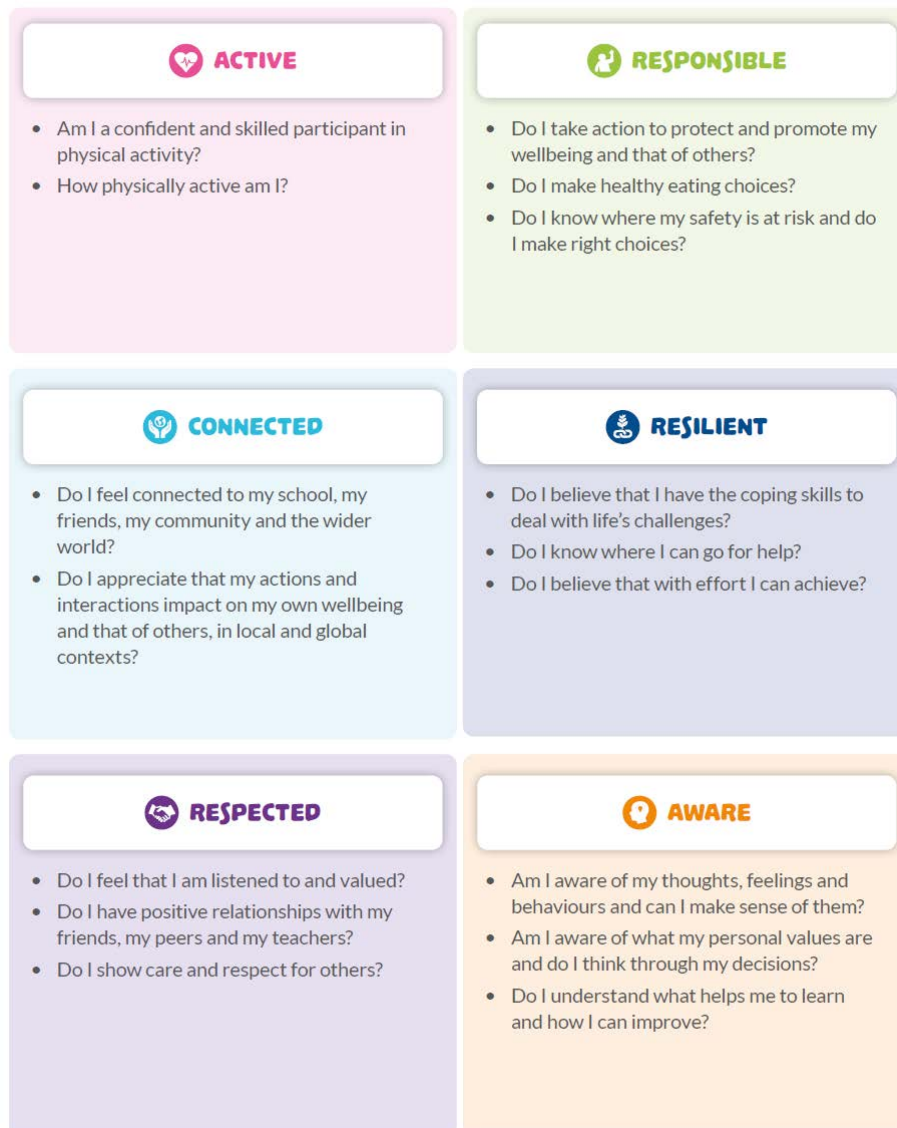 ACTIVE
• Am I a confident and skilled participant in
physical activity?
• How physically active am I?
RESPONSIBLE
• Do I take action to protect and promote my
wellbeing and that of others?
• Do I make healthy eating choices?
• Do I know where my safety is at risk and do
I make right choices?
CONNECTED
• Do I feel connected to my school, my
friends, my community and the wider
world?
• Do I appreciate that my actions and
interactions impact on my own wellbeing
and that of others, in local and global
contexts?
RESILIENT
• Do I believe that I have the coping skills to
deal with life’s challenges?
• Do I know where I can go for help?
• Do I believe that with effort I can achieve?
RESPECTED
• Do I feel that I am listened to and valued?
• Do I have positive relationships with my
friends, my peers and my teachers?
• Do I show care and respect for others?
AWARE
• Am I aware of my thoughts, feelings and
behaviours and can I make sense of them?
• Am I aware of what my personal values are
and do I think through my decisions?
• Do I understand what helps me to learn
and how I can improve?